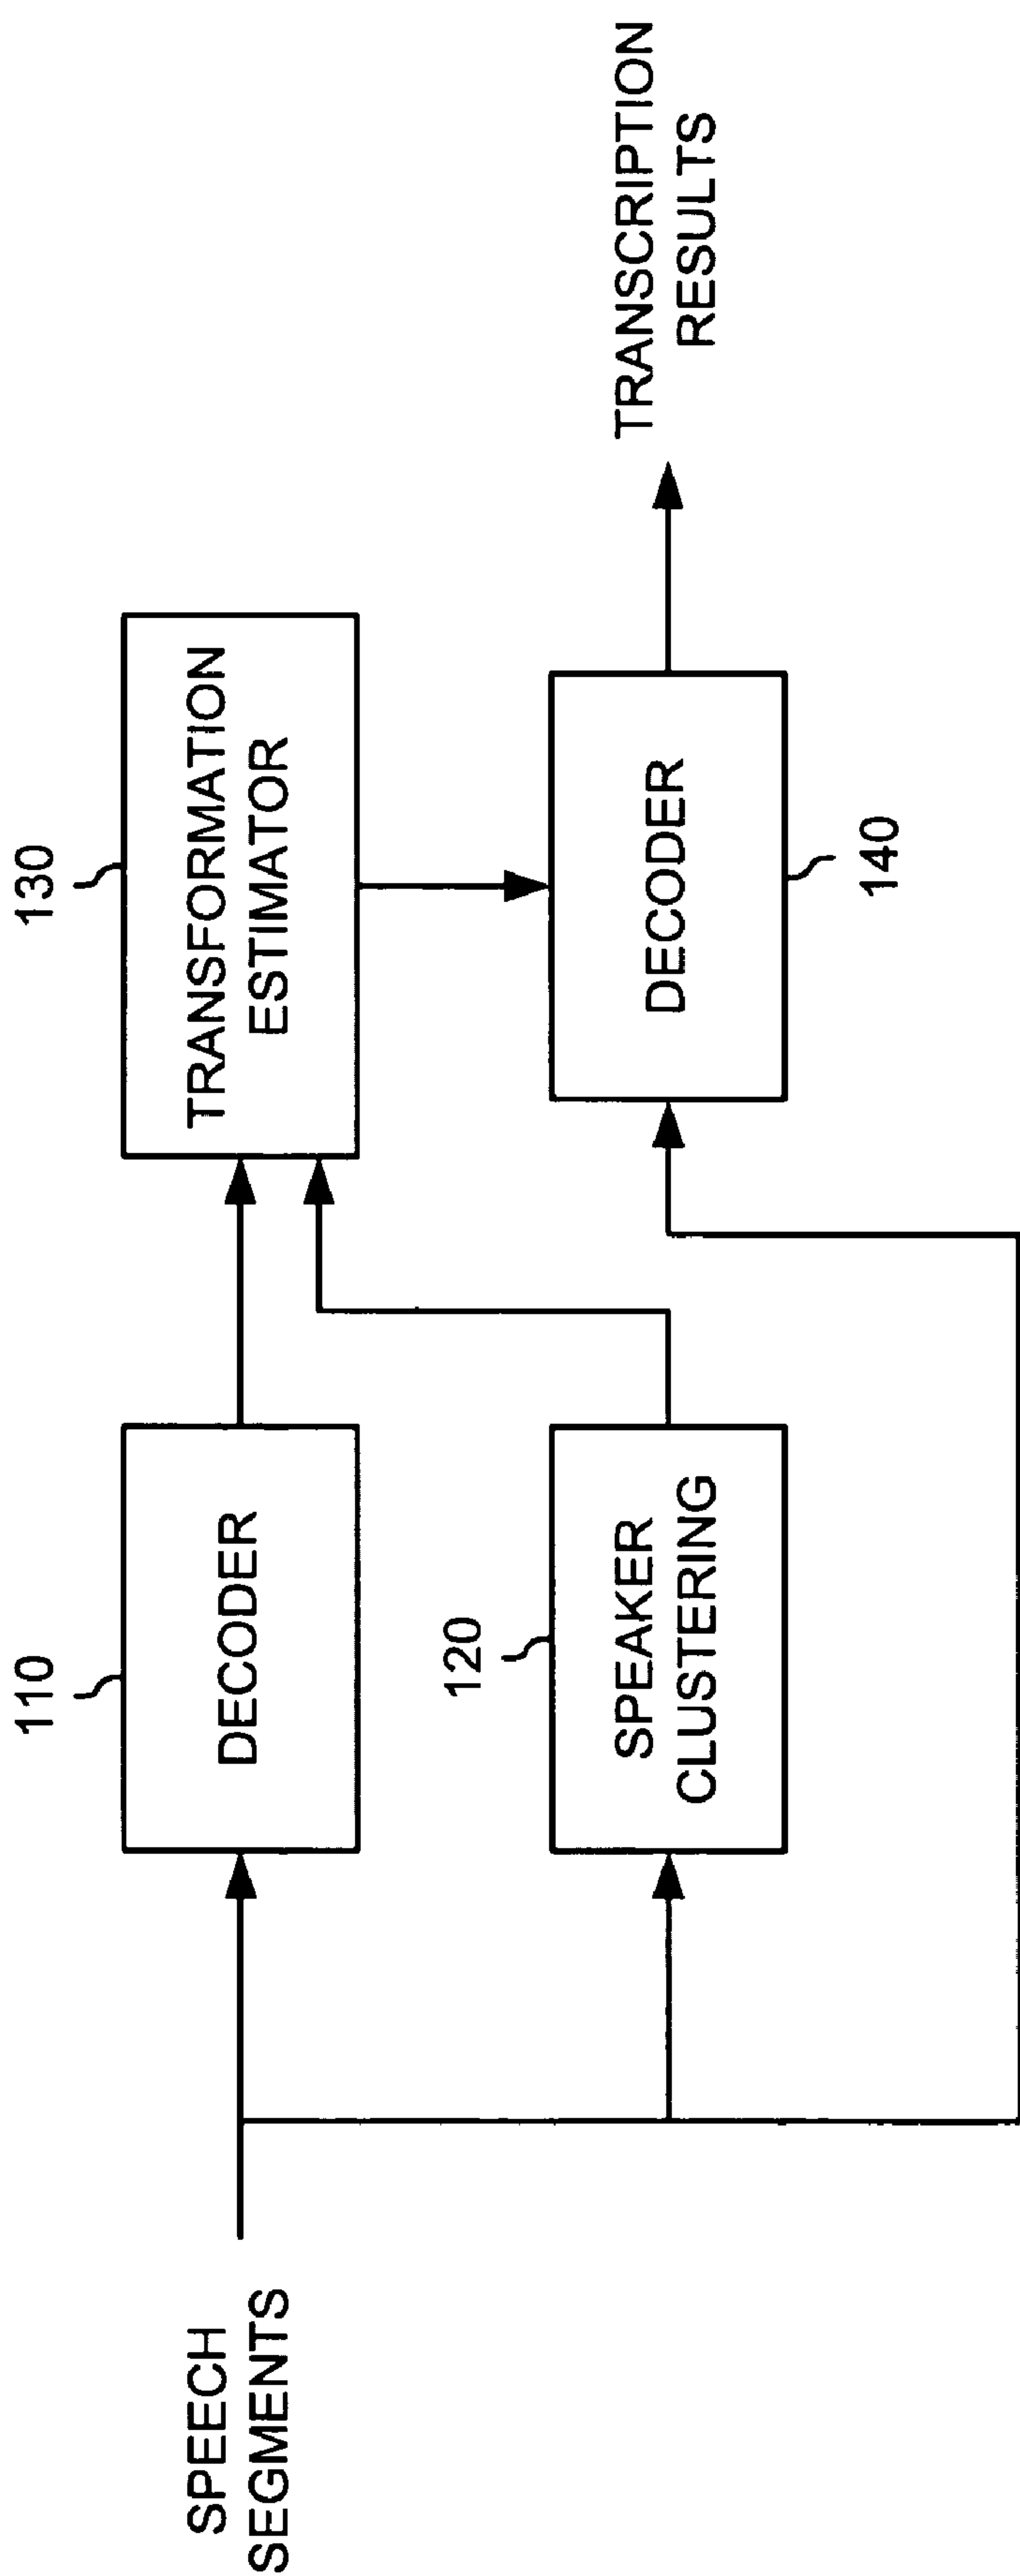 SPEECH
SEGMENTS
110
DECODER
120
SPEAKER
CLUSTERING
130
TRANSFORMATION
ESTIMATOR
DECODER
140
TRANSCRIPTION
RESULTS